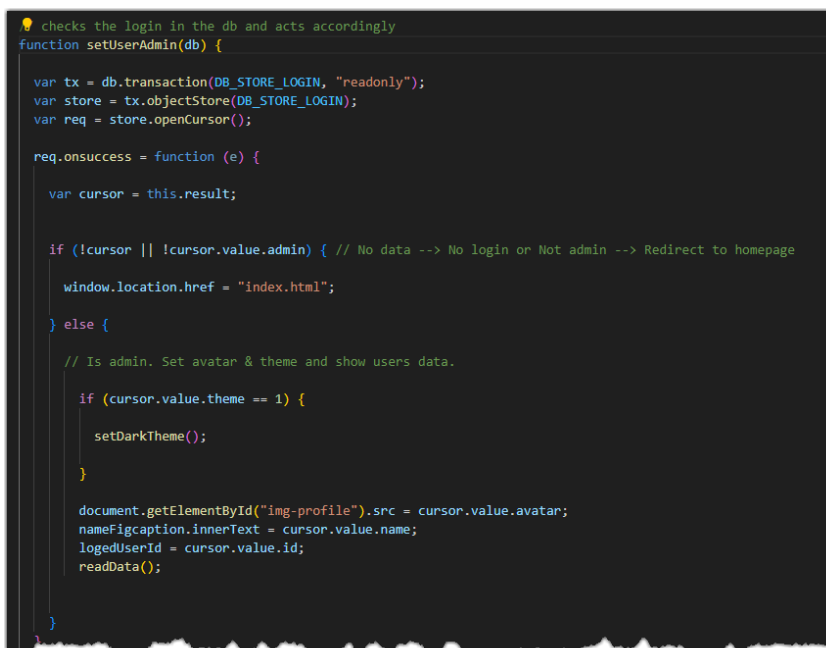 checks the login in the db and acts accordingly
function setUserAdmin(db) {
var tx = db.transaction(DB_STORE_LOGIN, "readonly");
var store = tx.objectStore(DB_STORE_LOGIN);
var req = store.openCursor();
req.onsuccess = function (e) {
var cursor = this.result;
if (!cursor || !cursor.value.admin) { // No data --> No login or Not admin --> Redirect to homepage
window.location.href = "index.html";
} else {
// Is admin. Set avatar & theme and show users data.
if (cursor.value.theme == 1) {
setDarkTheme();
}
document.getElementById("img-profile").src = cursor.value.avatar;
nameFigcaption.innerText = cursor.value.name;
logedUserId = cursor.value.id;
readData();
}
}